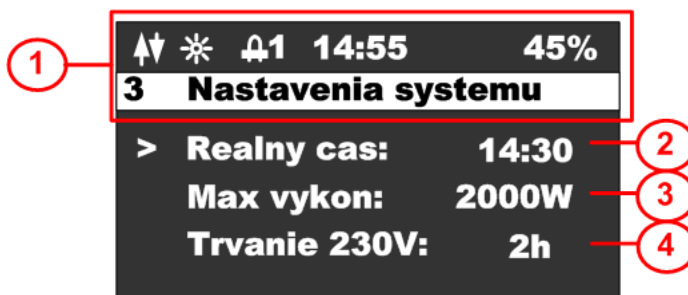 1 14:55 45%
3 Nastavenia systemu
> Realny cas: 14:30
Max vykon: 2000W
Trvanie 230V: 2h
1
2
3
4